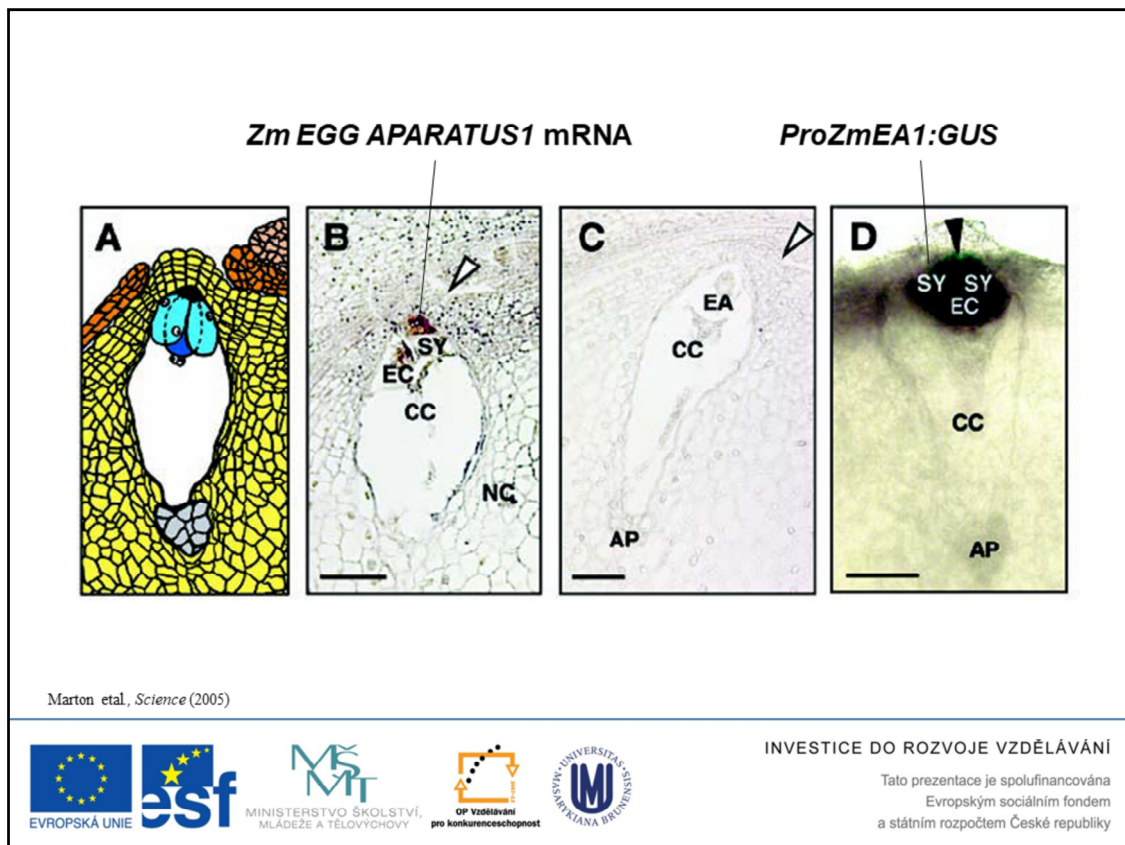 Zm EGG APARATUS1 mRNA
ProZmEA1:GUS
A
B
SY
EC
CC
NC
C
EA
CC
AP
D
SY SY
EC
CC
AP
Marton etal., Science (2005)
EVROPSKÁ UNIE
esf
MŠMT
MINISTERSTVO ŠKOLSTVÍ,
MLÁDEŽE A TĚLOVÝCHOVY
OP Vzdělávání
pro konkurenceschopnost
UNIVERSITAS
MASARYKIANA BRUNENSIS
INVESTICE DO ROZVOJE VZDĚLÁVÁNÍ
Tato prezentace je spolufinancována
Evropským sociálním fondem
a státním rozpočtem České republiky